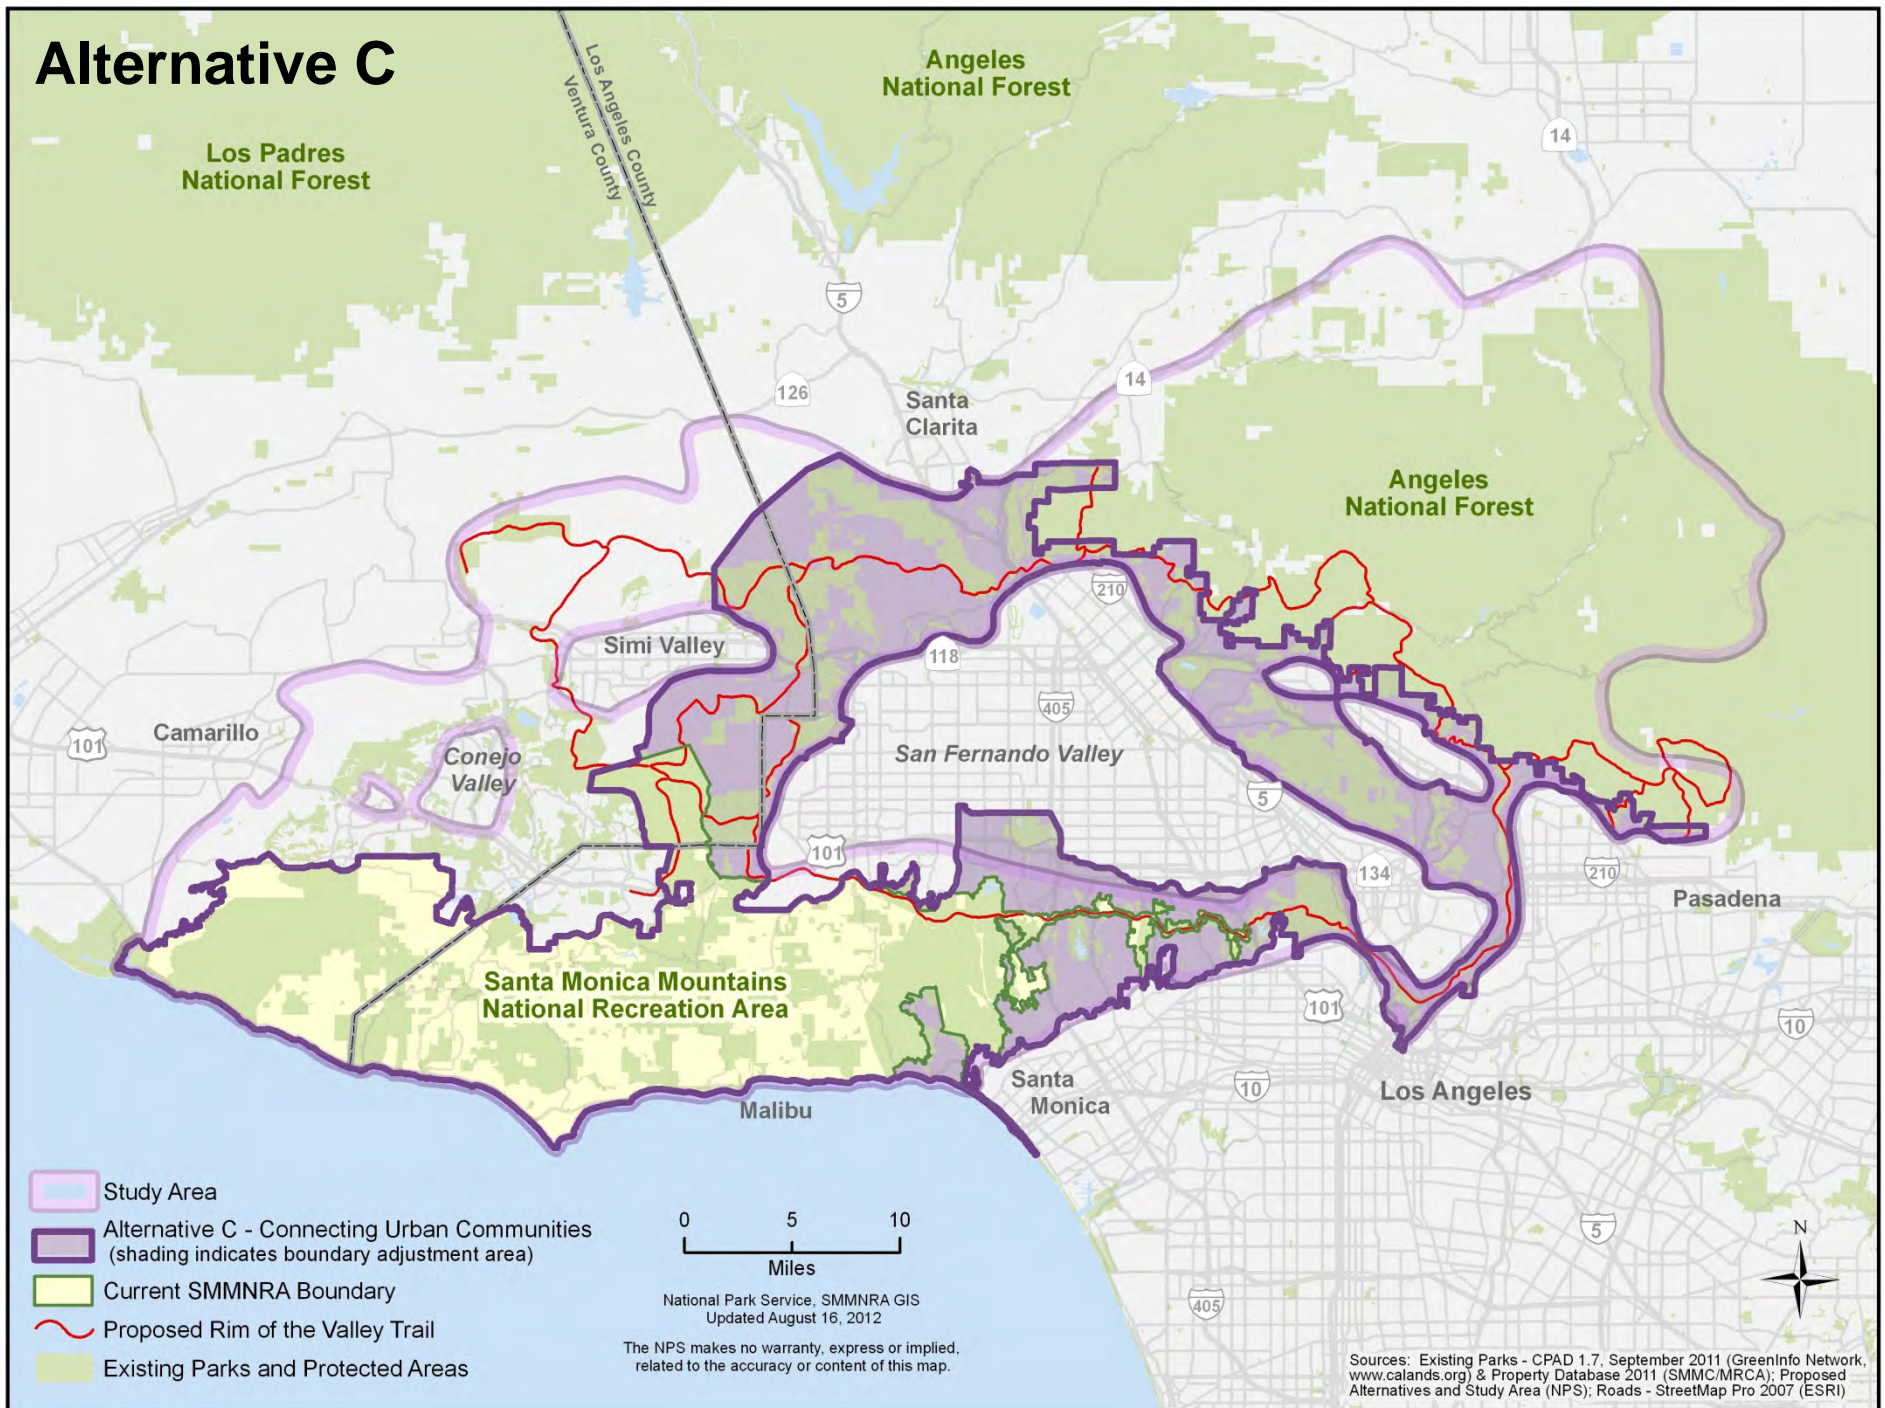 Alternative C
Los Angeles County
Ventura County
Angeles
National Forest
Los Padres
National Forest
14
5
126
14
Santa
Clarita
Angeles
National Forest
210
Simi Valley
118
405
Camarillo
101
Conejo
Valley
San Fernando Valley
5
101
134
210
Pasadena
Santa Monica Mountains
National Recreation Area
101
10
Santa
Monica
10
Los Angeles
Malibu
5
405
N
Study Area
Alternative C - Connecting Urban Communities
(shading indicates boundary adjustment area)
Current SMMNRA Boundary
Proposed Rim of the Valley Trail
Existing Parks and Protected Areas
0 5 10
Miles
National Park Service, SMMNRA GIS
Updated August 16, 2012
The NPS makes no warranty, express or implied,
related to the accuracy or content of this map.
Sources: Existing Parks - CPAD 1.7, September 2011 (GreenInfo Network,
www.calands.org) & Property Database 2011 (SMMC/MRCA); Proposed
Alternatives and Study Area (NPS); Roads - StreetMap Pro 2007 (ESRI)